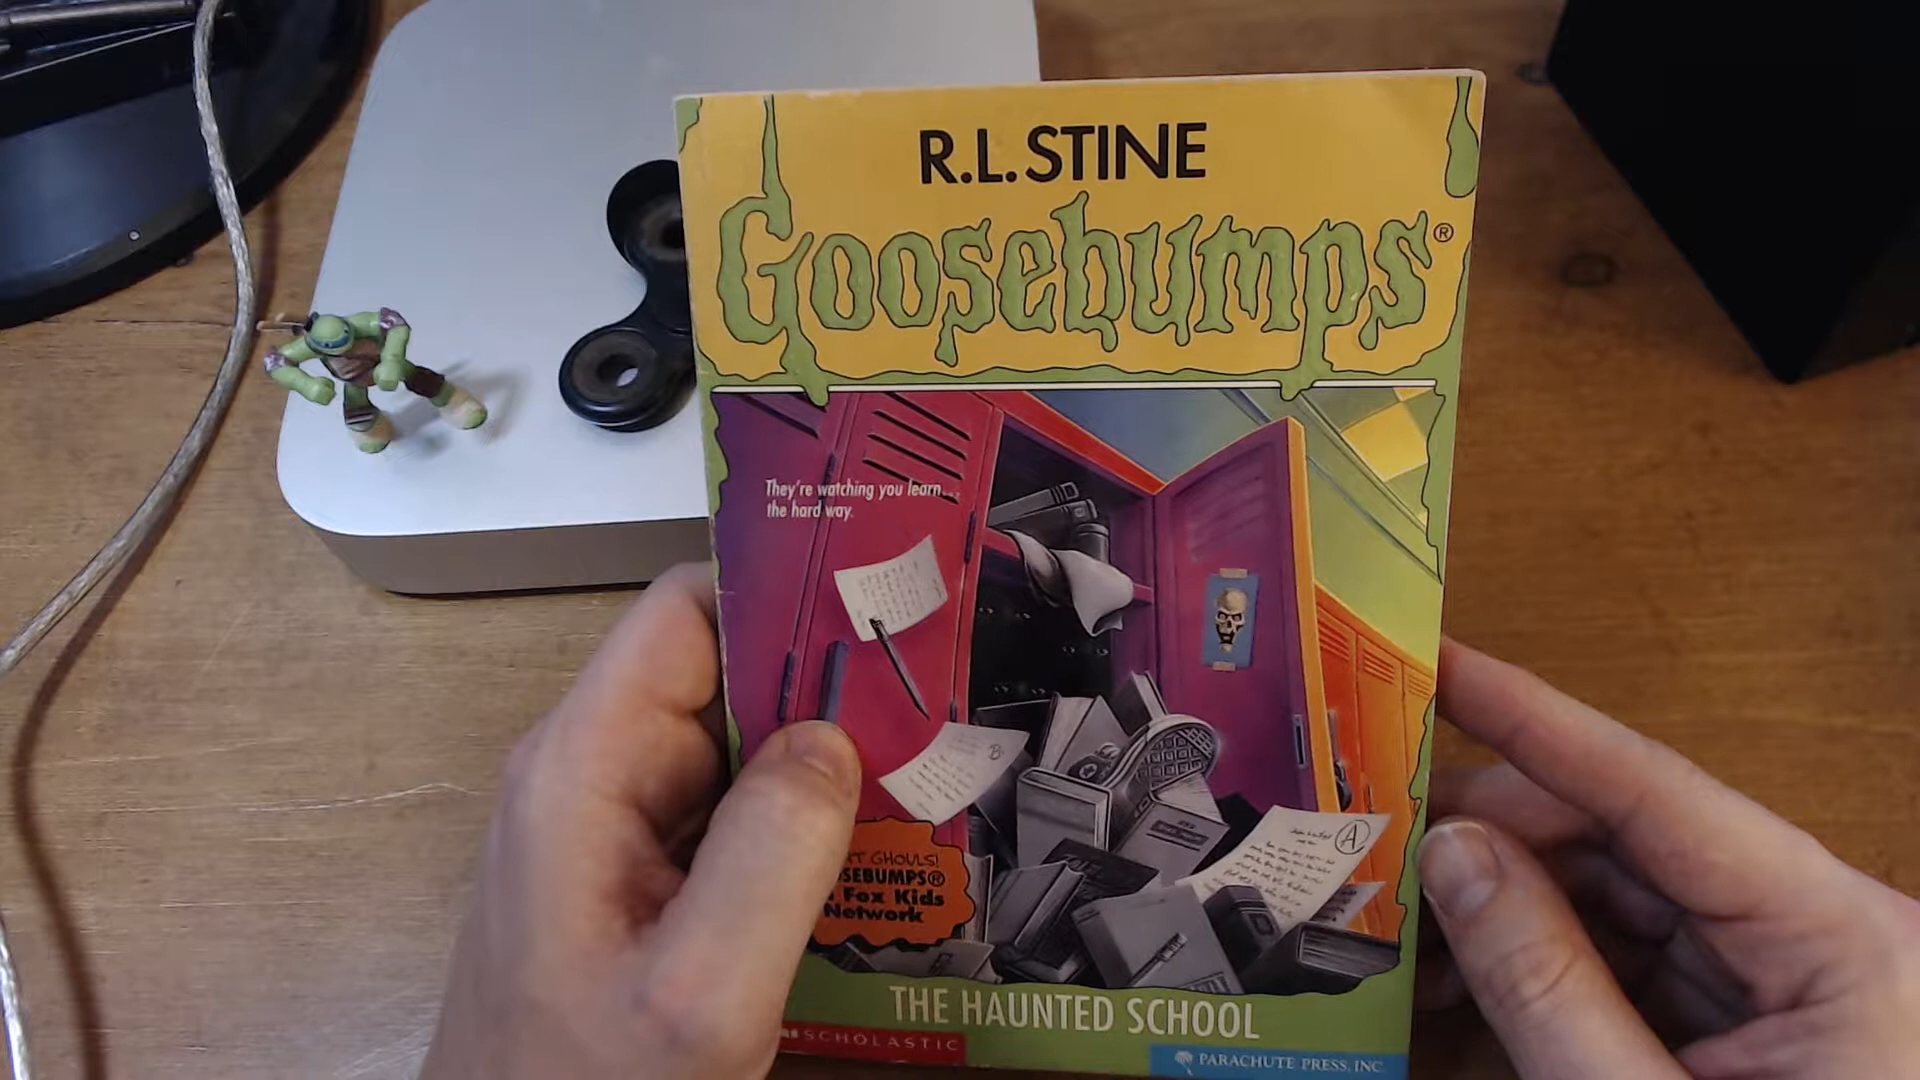 R.L. STINE
Goosebumps®
They're watching you learn...
the hard way.
B
A
GHOULS!
SEBUMPS®
Fox Kids
Network
THE HAUNTED SCHOOL
SCHOLASTIC
PARACHUTE PRESS, INC.